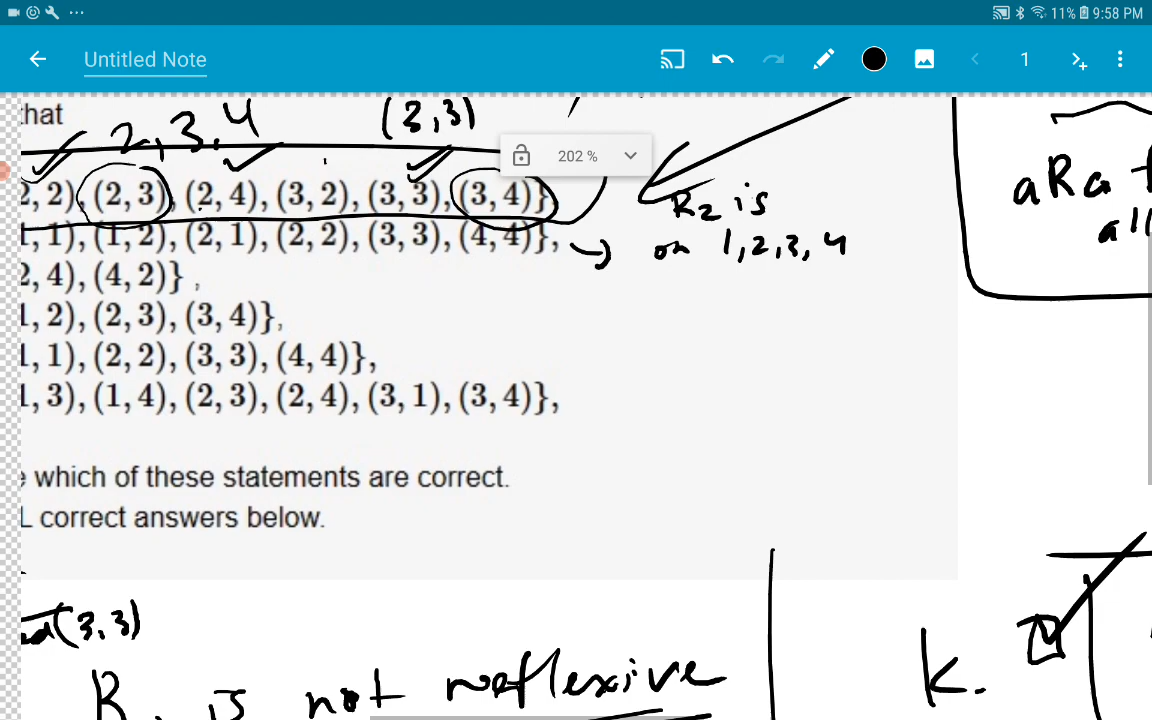 11% 9:58 PM
Untitled Note
1
that
2, 3, 4 (3,3)
202 %
2, 2), (2, 3), (2, 4), (3, 2), (3, 3), (3, 4)}
R2 is
on 1,2,3,4
1, 1), (1, 2), (2, 1), (2, 2), (3, 3), (4, 4)},
2, 4), (4, 2)} ,
1, 2), (2, 3), (3, 4)},
1, 1), (2, 2), (3, 3), (4, 4)},
1, 3), (1, 4), (2, 3), (2, 4), (3, 1), (3, 4)},
aRa
all
e which of these statements are correct.
L correct answers below.
(3,3)
R is not reflexive
K.